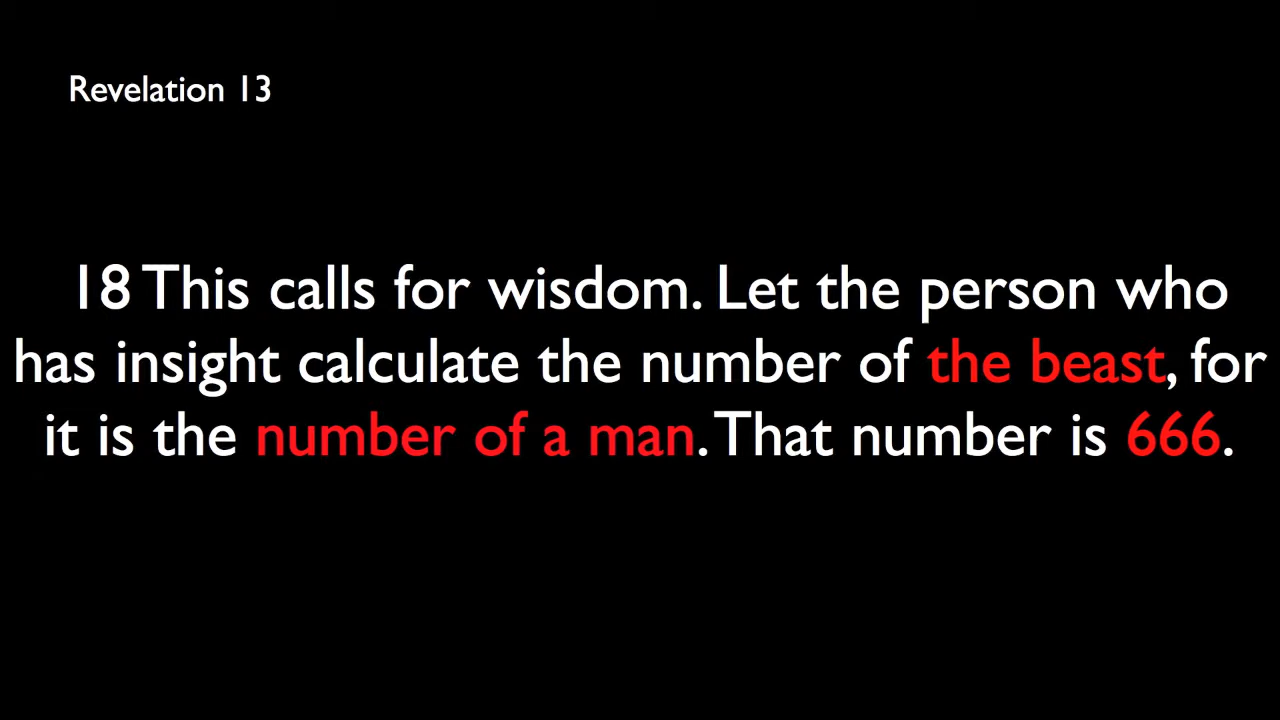 Revelation 13
18 This calls for wisdom. Let the person who
has insight calculate the number of the beast, for
it is the number of a man. That number is 666.